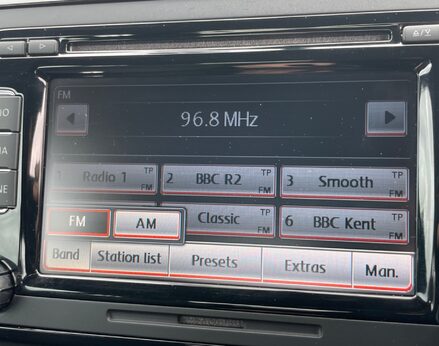 FM
96.8 MHz
1 Radio 1 TP FM
2 BBC R2 TP FM
3 Smooth TP FM
FM
AM
Classic TP FM
6 BBC Kent TP FM
Band
Station list
Presets
Extras
Man.